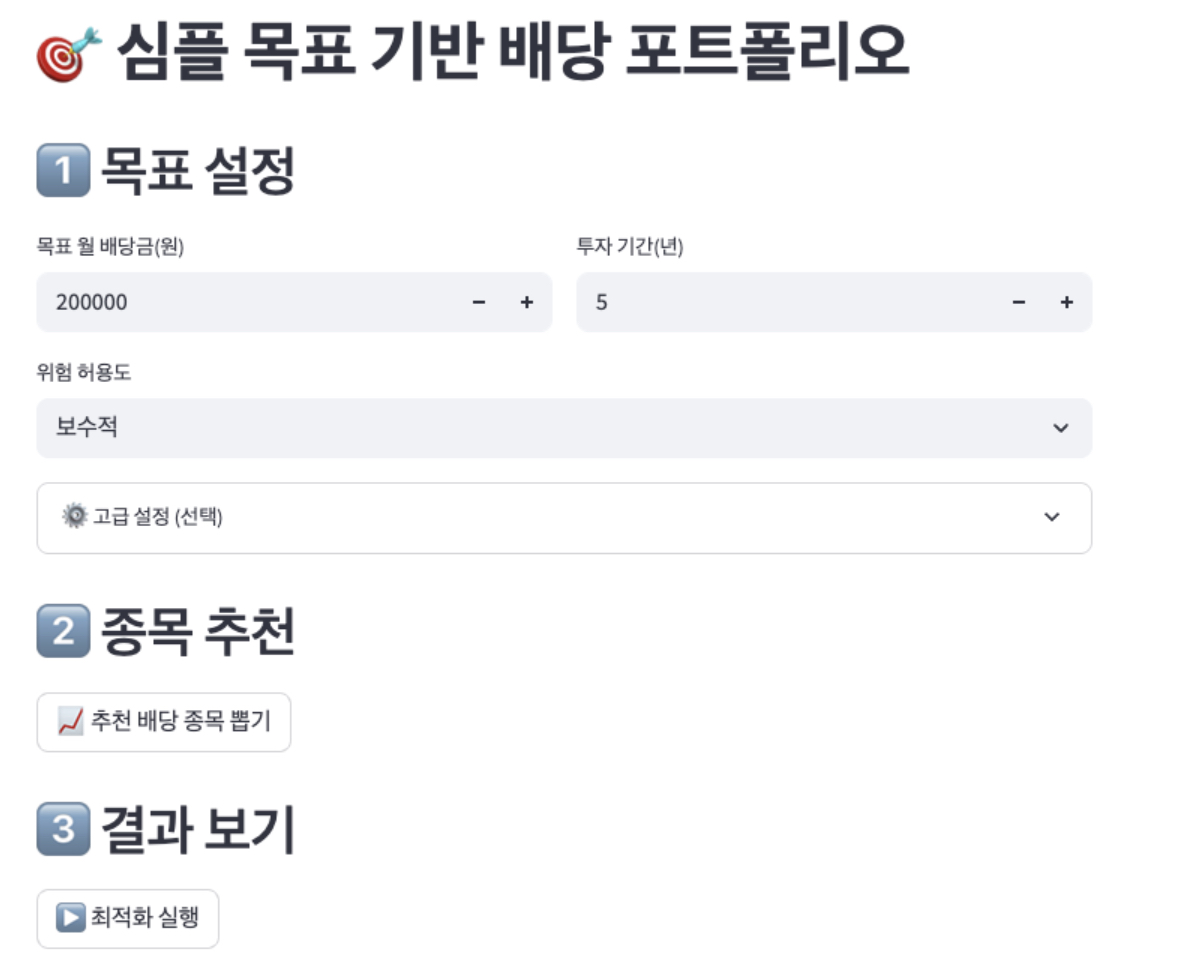 🎯 심플 목표 기반 배당 포트폴리오
1️⃣ 목표 설정
목표 월 배당금(원)
투자 기간(년)
200000 − +
5 − +
위험 허용도
보수적
⚙️ 고급 설정 (선택)
2️⃣ 종목 추천
📈 추천 배당 종목 뽑기
3️⃣ 결과 보기
▶️ 최적화 실행